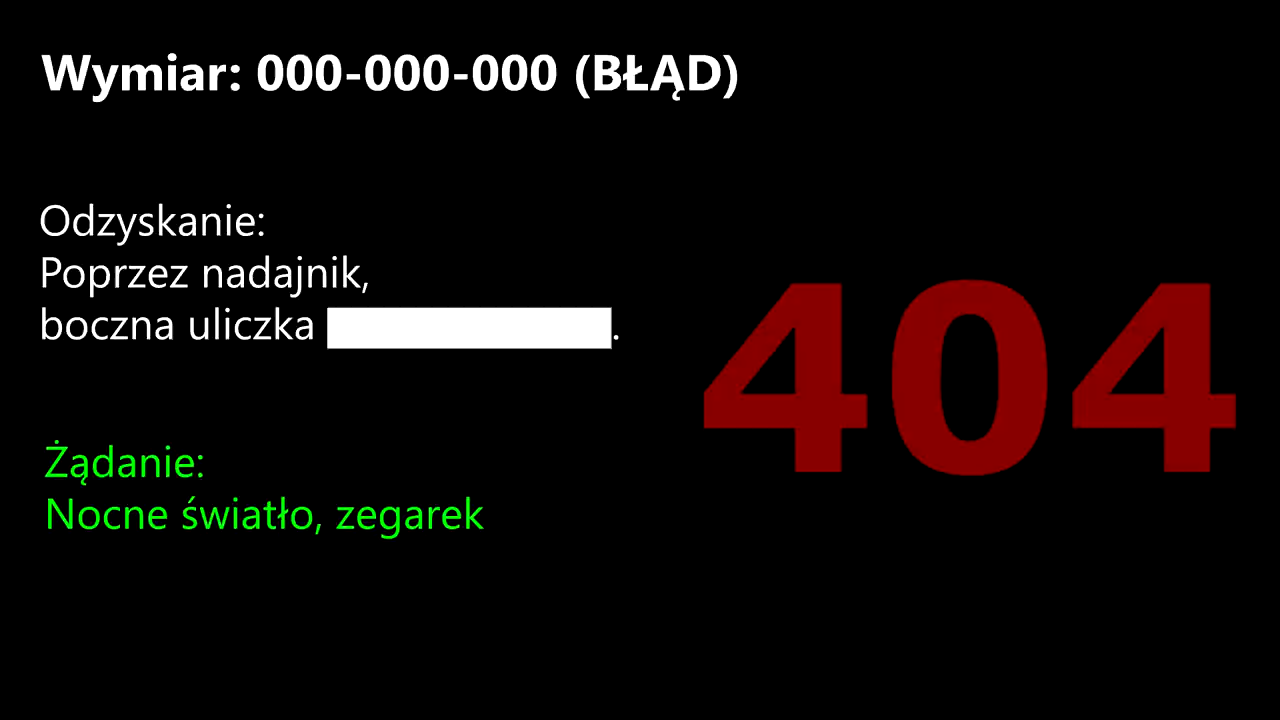 Wymiar: 000-000-000 (BŁĄD)
Odzyskanie:
Poprzez nadajnik,
boczna uliczka .
404
Żądanie:
Nocne światło, zegarek